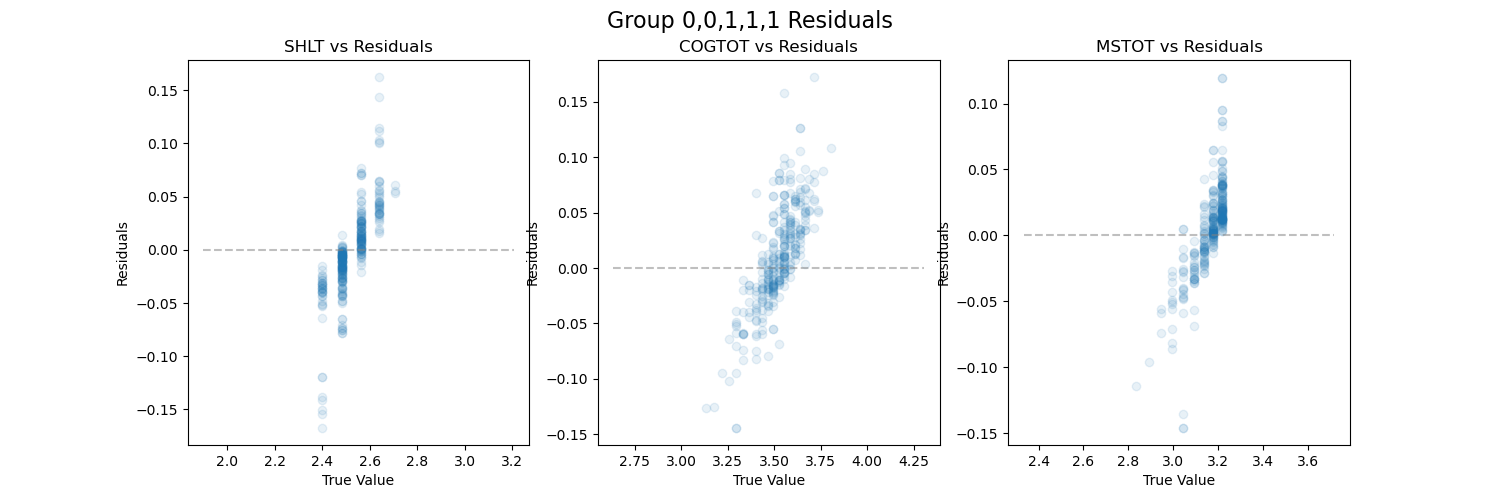 Group 0,0,1,1,1 Residuals
SHLT vs Residuals
COGTOT vs Residuals
MSTOT vs Residuals
Residuals
0.15
0.10
0.05
0.00
−0.05
−0.10
−0.15
2.0 2.2 2.4 2.6 2.8 3.0 3.2
True Value
Residuals
0.15
0.10
0.05
0.00
−0.05
−0.10
−0.15
2.75 3.00 3.25 3.50 3.75 4.00 4.25
True Value
Residuals
0.10
0.05
0.00
−0.05
−0.10
−0.15
2.4 2.6 2.8 3.0 3.2 3.4 3.6
True Value